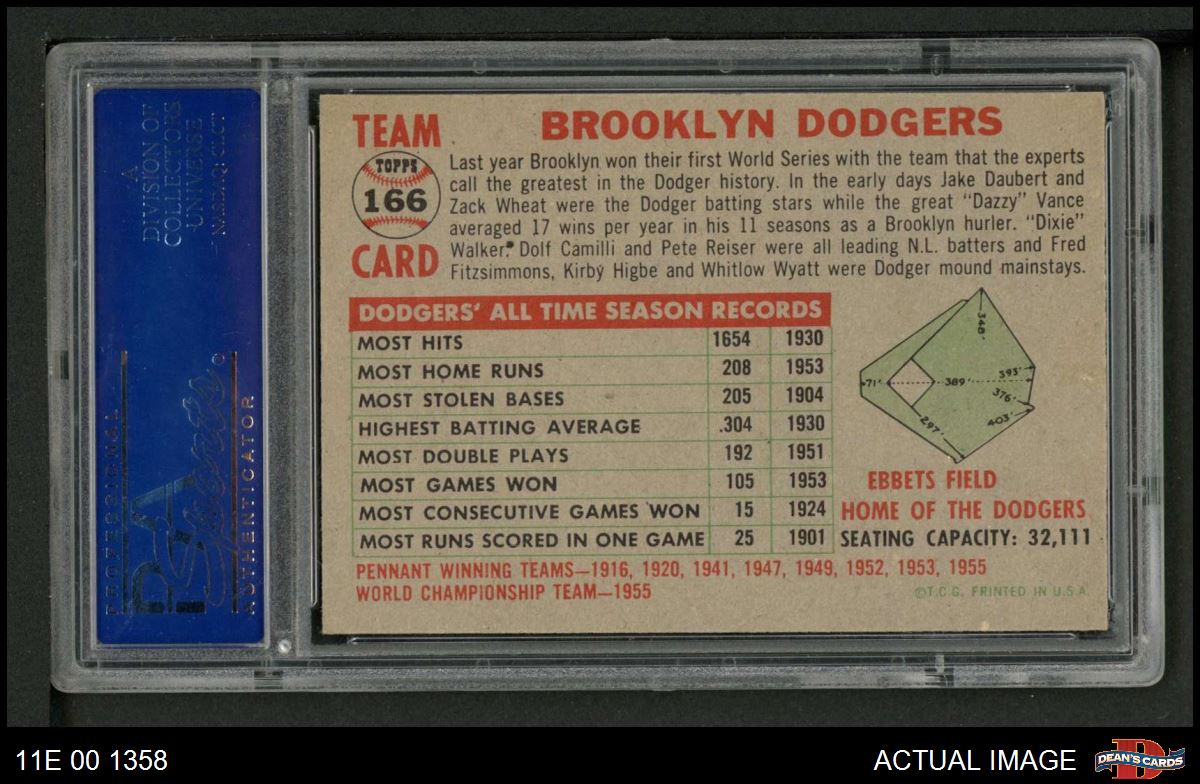 A
DIVISION OF
COLLECTORS
UNIVERSE
NASDAQ: CLCT
PROFESSIONAL
PSA
Sports
AUTHENTICATOR
TEAM
TOPPS
166
CARD
BROOKLYN DODGERS
Last year Brooklyn won their first World Series with the team that the experts
call the greatest in the Dodger history. In the early days Jake Daubert and
Zack Wheat were the Dodger batting stars while the great “Dazzy” Vance
averaged 17 wins per year in his 11 seasons as a Brooklyn hurler. “Dixie”
Walker, Dolf Camilli and Pete Reiser were all leading N.L. batters and Fred
Fitzsimmons, Kirby Higbe and Whitlow Wyatt were Dodger mound mainstays.
DODGERS' ALL TIME SEASON RECORDS
MOST HITS 1654 1930
MOST HOME RUNS 208 1953
MOST STOLEN BASES 205 1904
HIGHEST BATTING AVERAGE .304 1930
MOST DOUBLE PLAYS 192 1951
MOST GAMES WON 105 1953
MOST CONSECUTIVE GAMES WON 15 1924
MOST RUNS SCORED IN ONE GAME 25 1901
348'
71' 389' 393'
376'
297' 403'
EBBETS FIELD
HOME OF THE DODGERS
SEATING CAPACITY: 32,111
PENNANT WINNING TEAMS—1916, 1920, 1941, 1947, 1949, 1952, 1953, 1955
WORLD CHAMPIONSHIP TEAM—1955
©T.C.G. PRINTED IN U.S.A.
11E 00 1358
ACTUAL IMAGE
DEAN'S CARDS